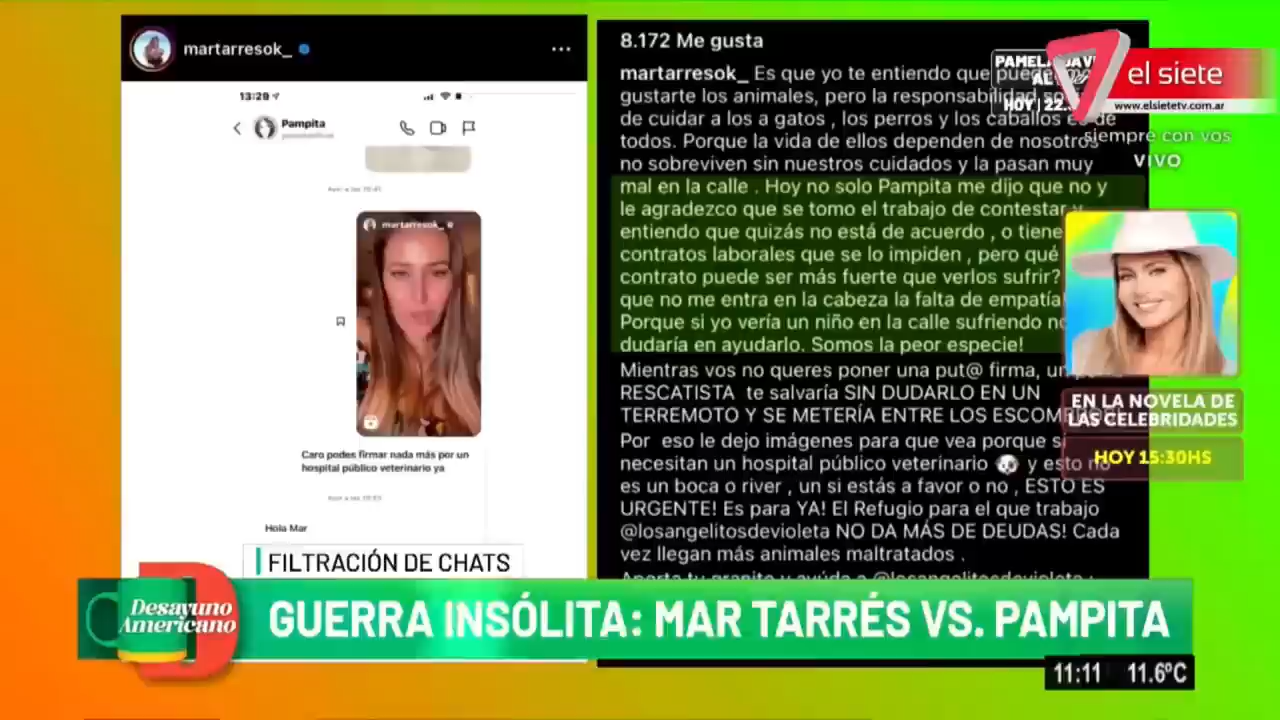 martarresok_
13:29
Pampita
martarresok_
Caro podes firmar nada más por un
hospital público veterinario ya
Hola Mar
8.172 Me gusta
martarresok_ Es que yo te entiendo que
gustarte los animales, pero la responsabilidad
de cuidar a los a gatos , los perros y los caballos es de
todos. Porque la vida de ellos dependen de nosotros
no sobreviven sin nuestros cuidados y la pasan muy
mal en la calle . Hoy no solo Pampita me dijo que no y
le agradezco que se tomo el trabajo de contestar y
entiendo que quizás no está de acuerdo , o tiene
contratos laborales que se lo impiden , pero qué
contrato puede ser más fuerte que verlos sufrir?
que no me entra en la cabeza la falta de empatía
Porque si yo vería un niño en la calle sufriendo no
dudaría en ayudarlo. Somos la peor especie!
Mientras vos no queres poner una put@ firma, un
RESCATISTA te salvaría SIN DUDARLO EN UN
TERREMOTO Y SE METERÍA ENTRE LOS
Por eso le dejo imágenes para que vea porque si
necesitan un hospital público veterinario y esto no
es un boca o river , un si estás a favor o no , ESTO ES
URGENTE! Es para YA! El Refugio para el que trabajo
@losangelitosdevioleta NO DA MÁS DE DEUDAS! Cada
vez llegan más animales maltratados .
el siete
www.elsietetv.com.ar
siempre con vos
VIVO
EN LA NOVELA DE
LAS CELEBRIDADES
HOY 15:30HS
FILTRACIÓN DE CHATS
Desayuno
Americano
GUERRA INSÓLITA: MAR TARRÉS VS. PAMPITA
11:11 11.6ºC